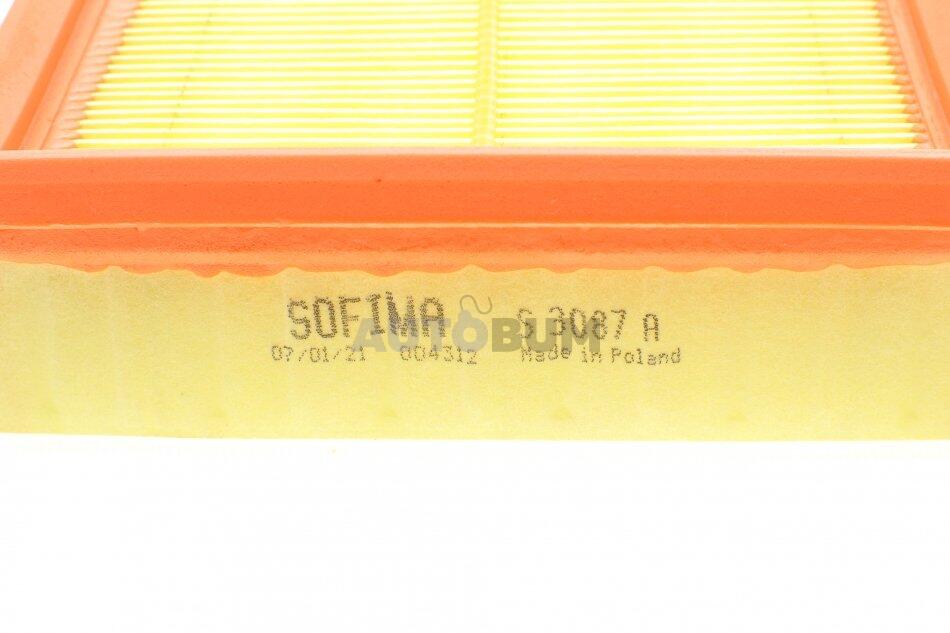 SOFIMA S 3087 A
07/01/21 004312 Made in Poland
AUTOBUM